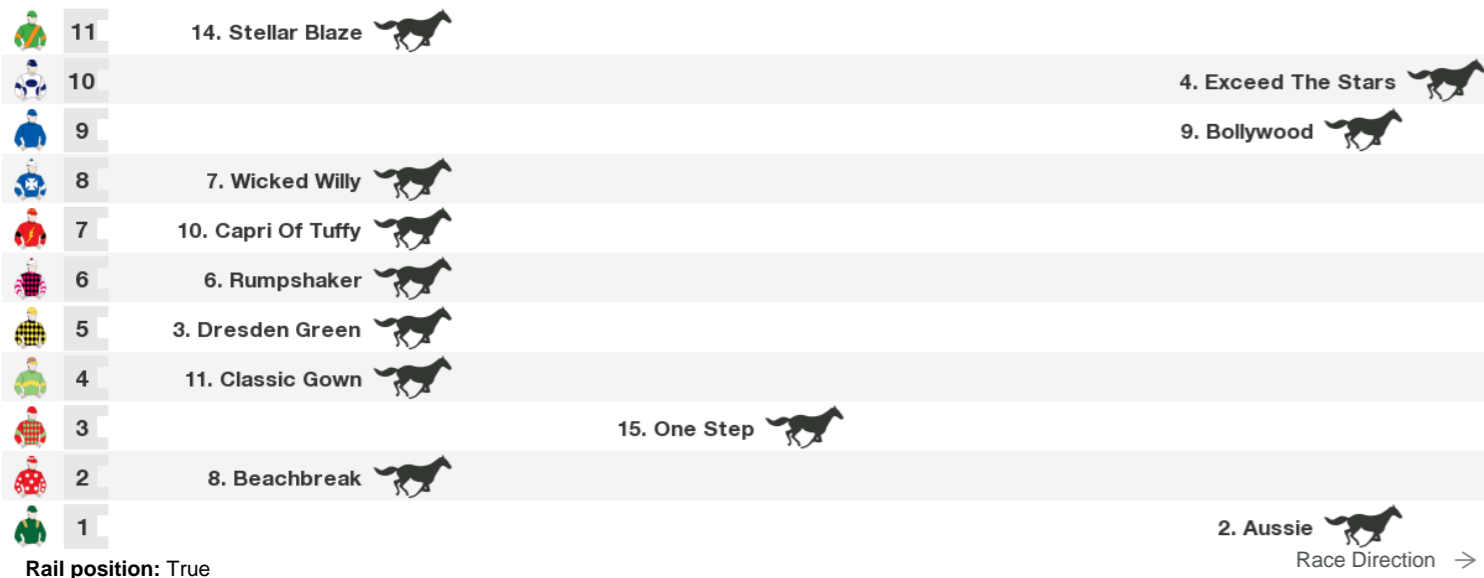 11 14. Stellar Blaze
10 4. Exceed The Stars
9 9. Bollywood
8 7. Wicked Willy
7 10. Capri Of Tuffy
6 6. Rumpshaker
5 3. Dresden Green
4 11. Classic Gown
3 15. One Step
2 8. Beachbreak
1 2. Aussie
Race Direction →
Rail position: True